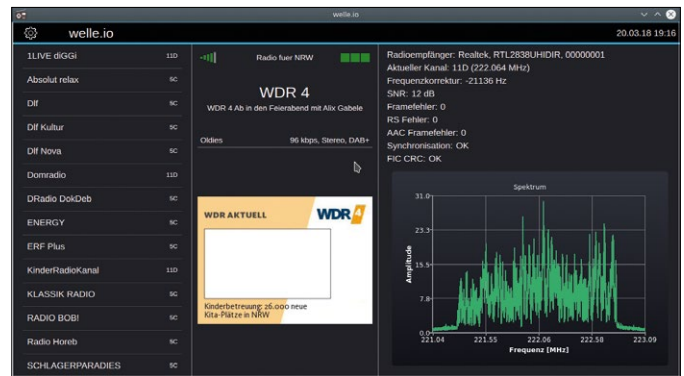 welle.io
welle.io
20.03.18 19:16
1LIVE diGGi 11D
Absolut relax 5C
Dlf 5C
Dlf Kultur 5C
Dlf Nova 5C
Domradio 11D
DRadio DokDeb 5C
ENERGY 5C
ERF Plus 5C
KinderRadioKanal 11D
KLASSIK RADIO 5C
RADIO BOB! 5C
Radio Horeb 5C
SCHLAGERPARADIES 5C
Radio fuer NRW
WDR 4
WDR 4 Ab in den Feierabend mit Alix Gabele
Oldies 96 kbps, Stereo, DAB+
WDR AKTUELL WDR 4
Kinderbetreuung: 26.000 neue
Kita-Plätze in NRW
Radioempfänger: Realtek, RTL2838UHIDIR, 00000001
Aktueller Kanal: 11D (222.064 MHz)
Frequenzkorrektur: -21136 Hz
SNR: 12 dB
Framefehler: 0
RS Fehler: 0
AAC Framefehler: 0
Synchronisation: OK
FIC CRC: OK
Spektrum
Amplitude
31.0
23.3
15.5
7.8
0.0
221.04 221.55 222.06 222.58 223.09
Frequenz [MHz]